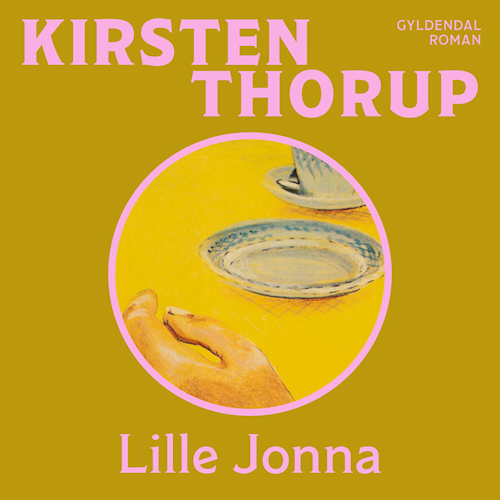 KIRSTEN
THORUP
GYLDENDAL
ROMAN
Lille Jonna